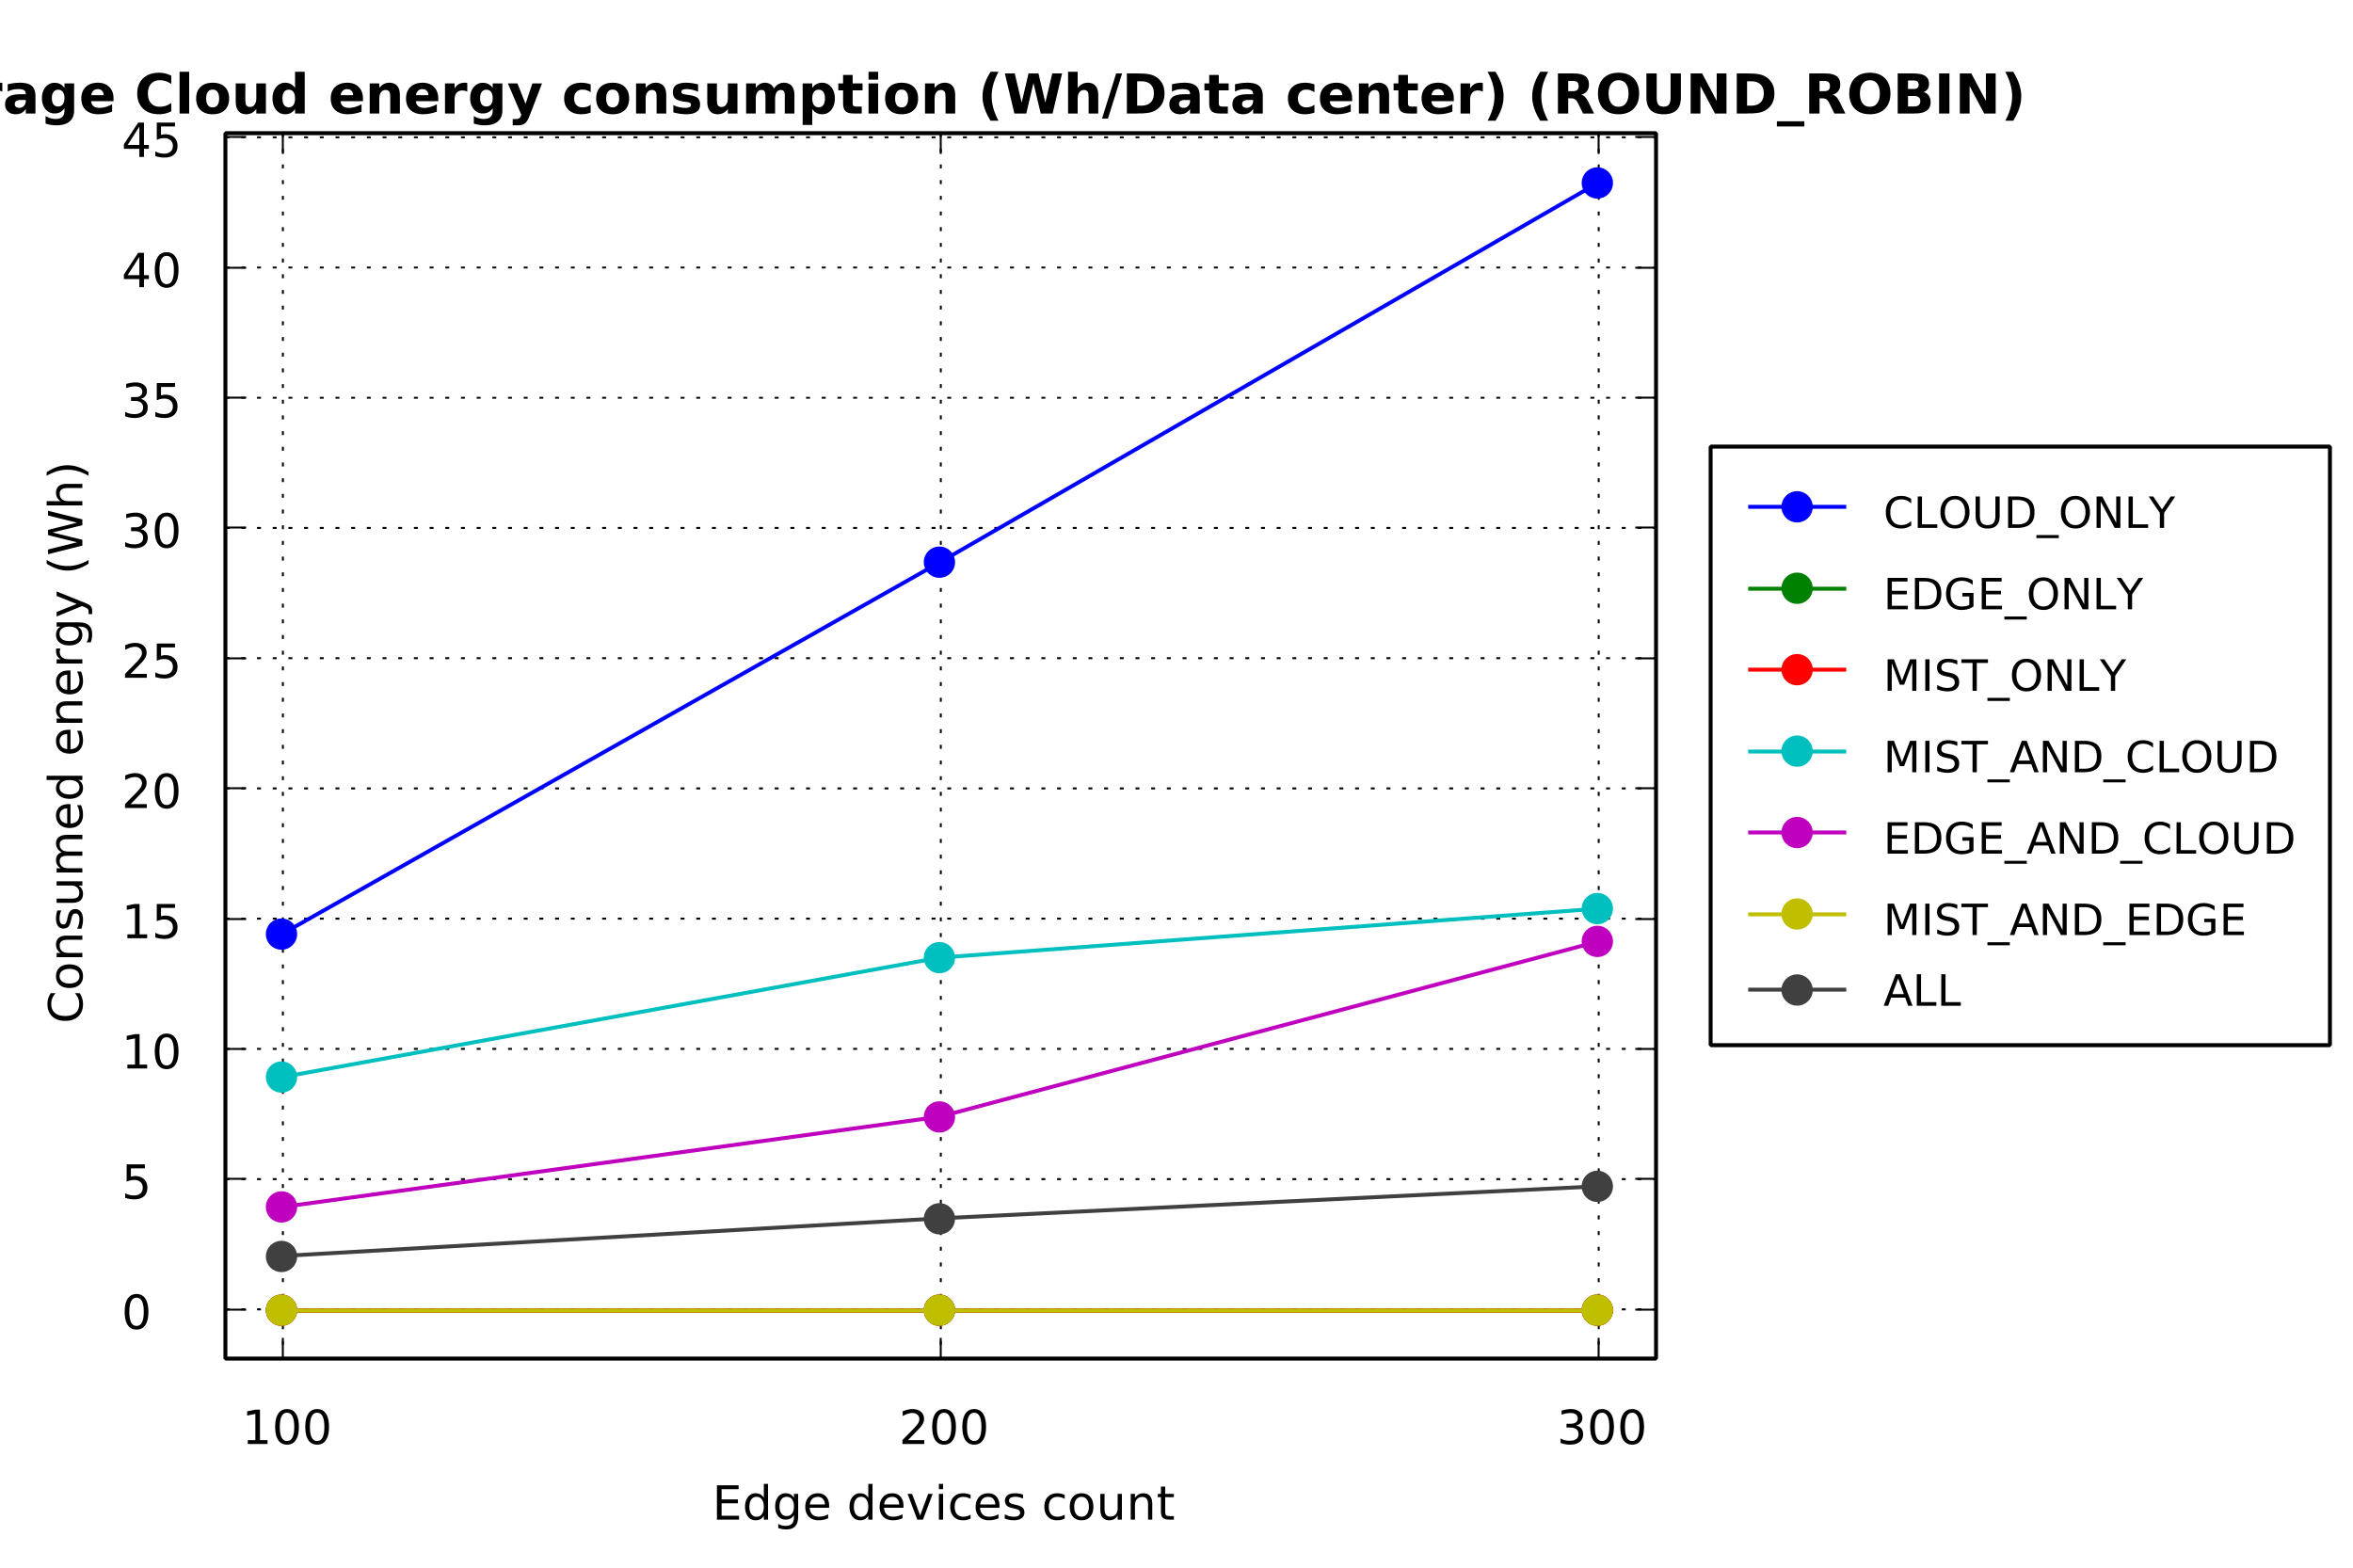 rage Cloud energy consumption (Wh/Data center) (ROUND_ROBIN)
45
40
35
30
25
20
15
10
5
0
Consumed energy (Wh)
100 200 300
Edge devices count
CLOUD_ONLY
EDGE_ONLY
MIST_ONLY
MIST_AND_CLOUD
EDGE_AND_CLOUD
MIST_AND_EDGE
ALL